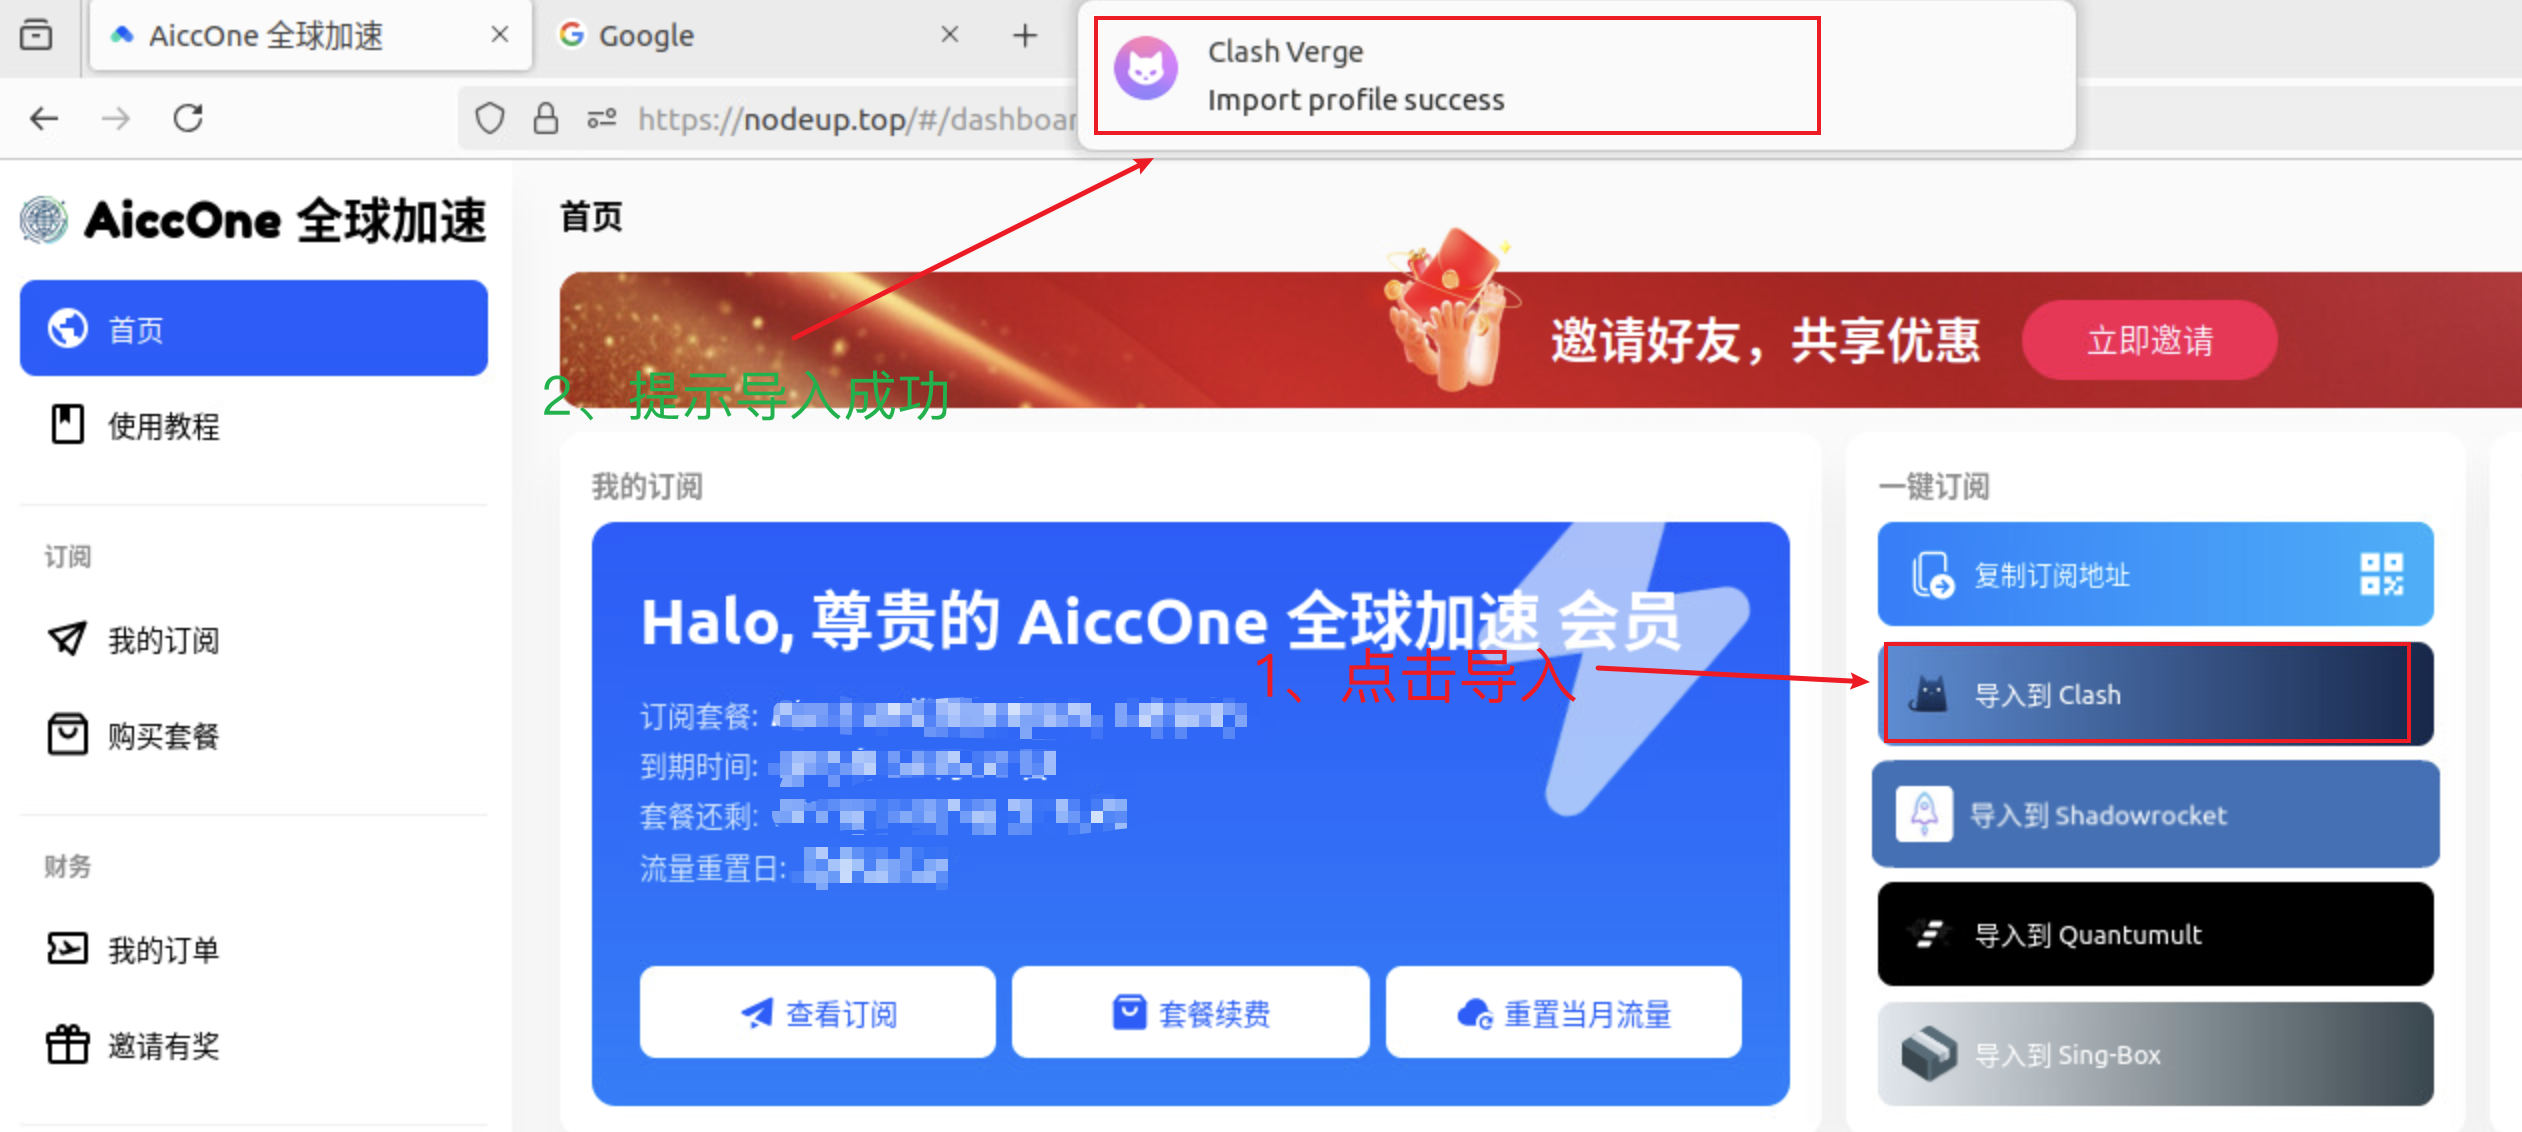 AiccOne 全球加速
Google
Clash Verge
Import profile success
https://nodeup.top/#/dashboar
AiccOne 全球加速
首页
使用教程
订阅
我的订阅
购买套餐
财务
我的订单
邀请有奖
首页
邀请好友，共享优惠
立即邀请
2、提示导入成功
我的订阅
Halo, 尊贵的 AiccOne 全球加速 会员
1、点击导入
订阅套餐:
到期时间:
套餐还剩:
流量重置日:
查看订阅
套餐续费
重置当月流量
一键订阅
复制订阅地址
导入到 Clash
导入到 Shadowrocket
导入到 Quantumult
导入到 Sing-Box